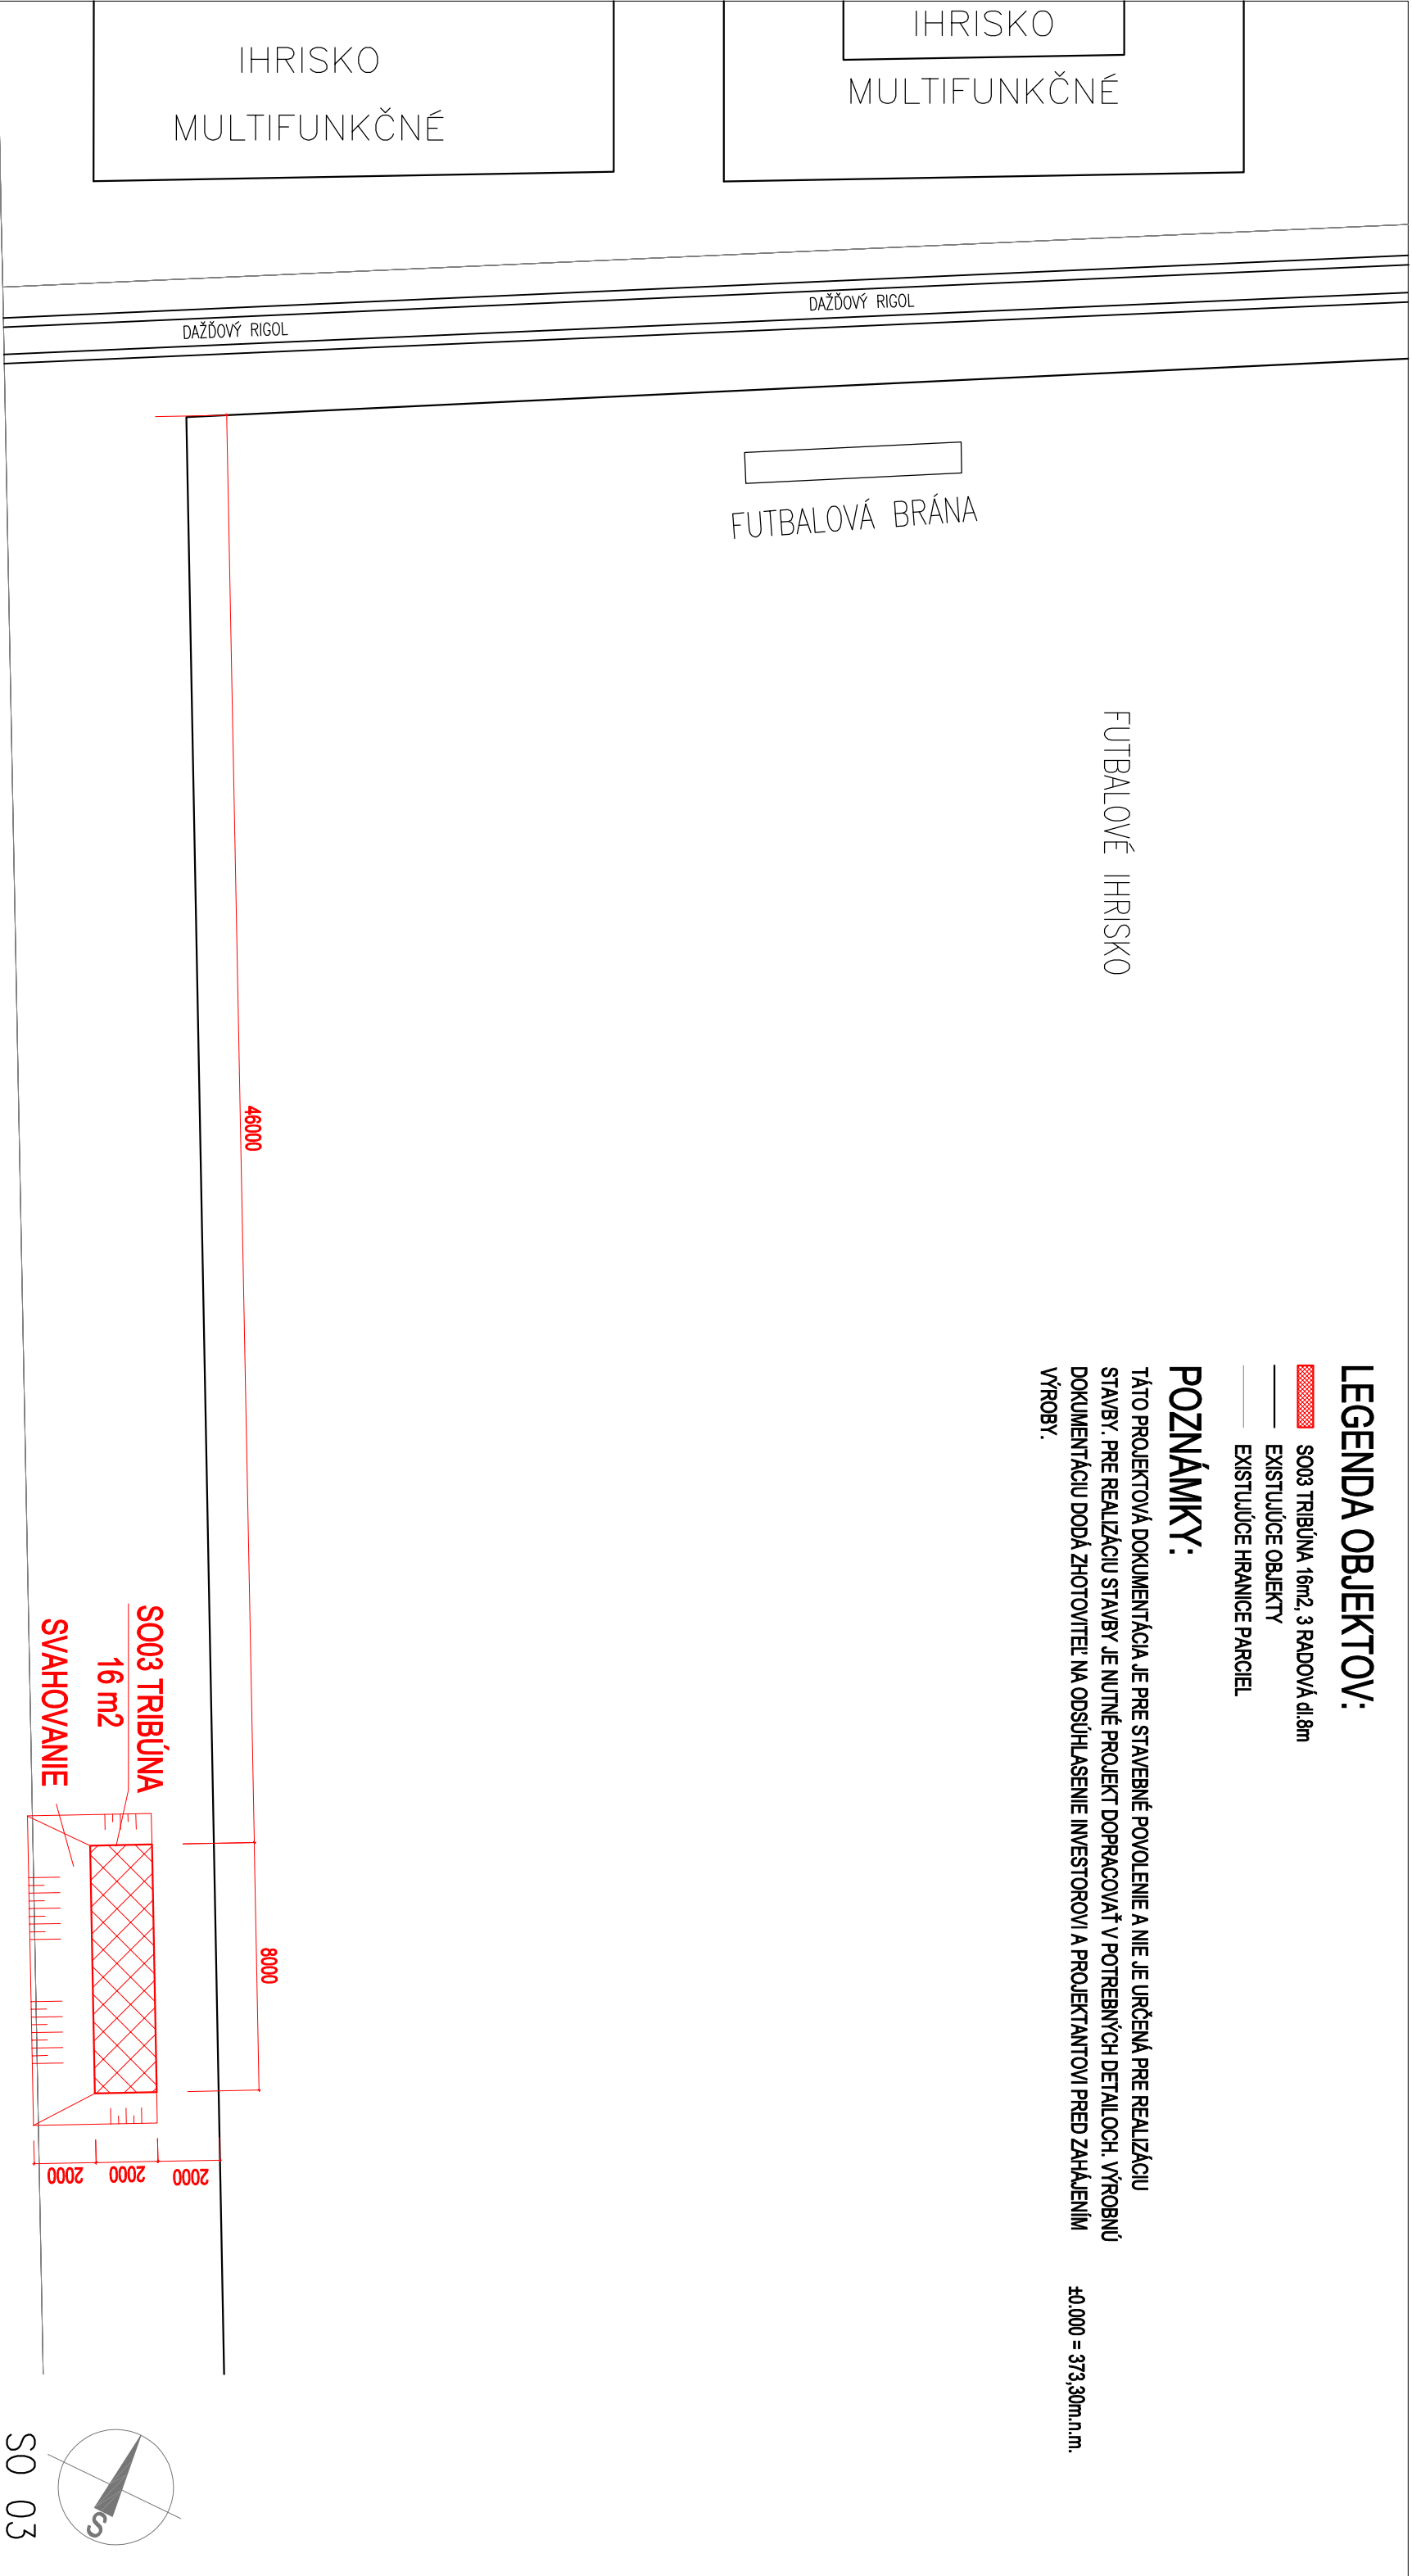 IHRISKO
MULTIFUNKČNÉ
IHRISKO
MULTIFUNKČNÉ
DAŽĎOVÝ RIGOL
DAŽĎOVÝ RIGOL
FUTBALOVÁ BRÁNA
FUTBALOVÉ IHRISKO
46000
8000
SO03 TRIBÚNA
16 m2
SVAHOVANIE
2000
2000
2000
LEGENDA OBJEKTOV:
SO03 TRIBÚNA 16m2, 3 RADOVÁ dl.8m
EXISTUJÚCE OBJEKTY
EXISTUJÚCE HRANICE PARCIEL
POZNÁMKY:
TÁTO PROJEKTOVÁ DOKUMENTÁCIA JE PRE STAVEBNÉ POVOLENIE A NIE JE URČENÁ PRE REALIZÁCIU
STAVBY. PRE REALIZÁCIU STAVBY JE NUTNÉ PROJEKT DOPRACOVAŤ V POTREBNÝCH DETAILOCH. VÝROBNÚ
DOKUMENTÁCIU DODÁ ZHOTOVITEĽ NA ODSÚHLASENIE INVESTOROVI A PROJEKTANTOVI PRED ZAHÁJENÍM
VÝROBY.
±0.000 = 373,30m.n.m.
S
SO 03